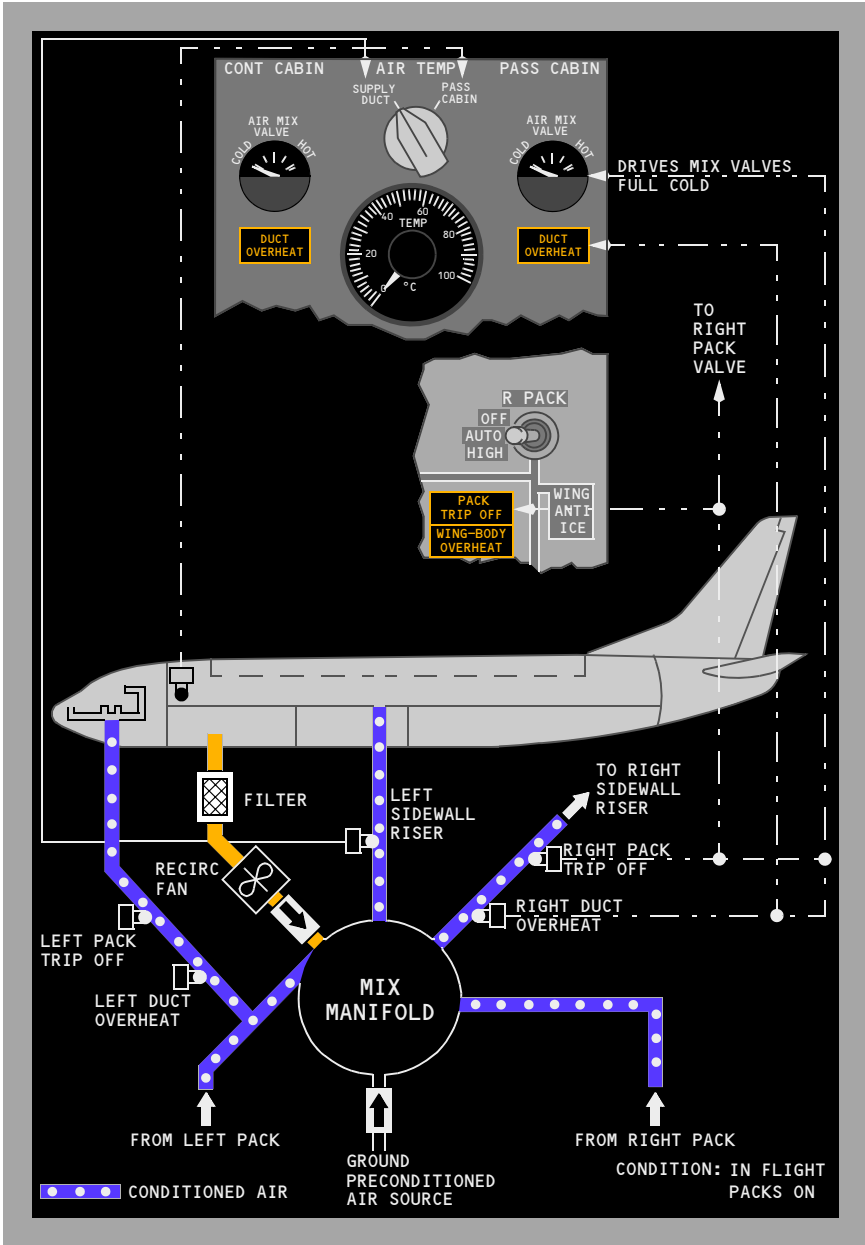 CONT CABIN
AIR TEMP
PASS CABIN
SUPPLY
DUCT
PASS
CABIN
AIR MIX
VALVE
COLD
HOT
AIR MIX
VALVE
COLD
HOT
DRIVES MIX VALVES
FULL COLD
DUCT
OVERHEAT
TEMP
0
20
40
60
80
100
°C
DUCT
OVERHEAT
TO
RIGHT
PACK
VALVE
R PACK
OFF
AUTO
HIGH
PACK
TRIP OFF
WING-BODY
OVERHEAT
WING
ANTI
ICE
FILTER
LEFT
SIDEWALL
RISER
TO RIGHT
SIDEWALL
RISER
RECIRC
FAN
RIGHT PACK
TRIP OFF
RIGHT DUCT
OVERHEAT
LEFT PACK
TRIP OFF
LEFT DUCT
OVERHEAT
MIX
MANIFOLD
FROM LEFT PACK
FROM RIGHT PACK
GROUND
PRECONDITIONED
AIR SOURCE
CONDITION: IN FLIGHT
PACKS ON
CONDITIONED AIR